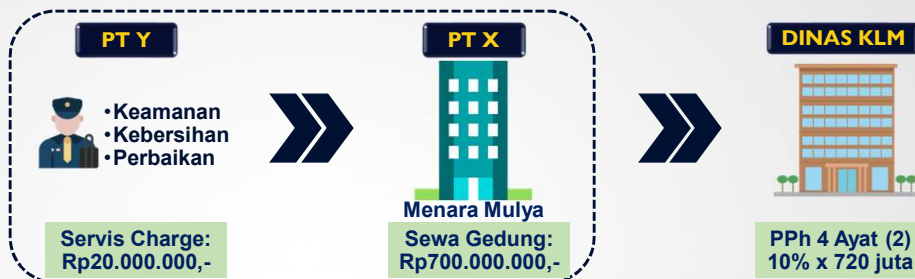 PT Y
•Keamanan
•Kebersihan
•Perbaikan
Servis Charge:
Rp20.000.000,-
PT X
Menara Mulya
Sewa Gedung:
Rp700.000.000,-
DINAS KLM
PPh 4 Ayat (2)
10% x 720 juta